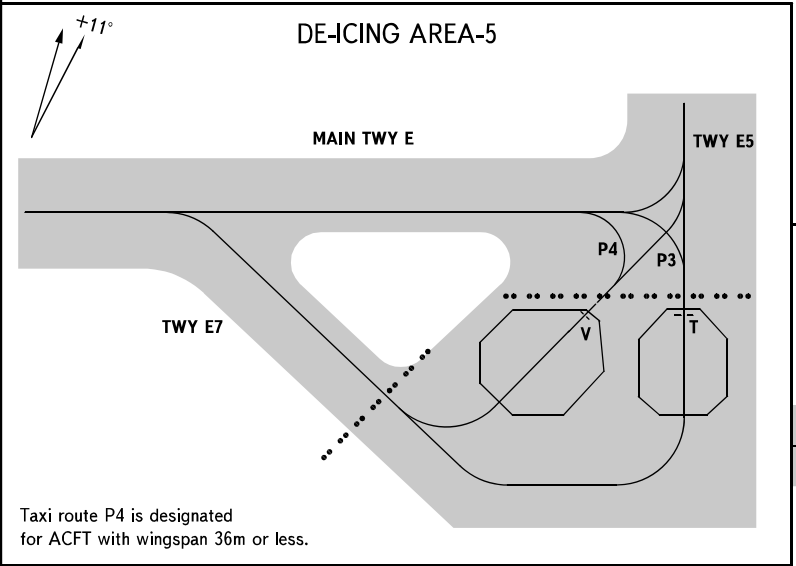 +11°
DE-ICING AREA-5
MAIN TWY E
TWY E5
P4
P3
TWY E7
V
T
Taxi route P4 is designated
for ACFT with wingspan 36m or less.